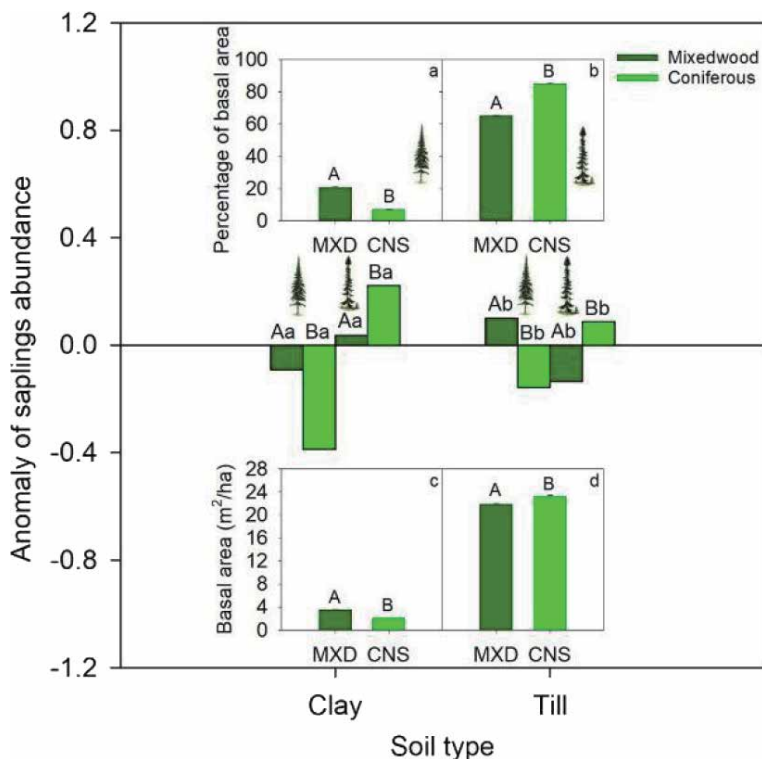 1.2
0.8
0.4
0.0
-0.4
-0.8
-1.2
Anomaly of saplings abundance
Mixedwood
Coniferous
100
80
60
40
20
0
Percentage of basal area
a
A
B
MXD CNS
b
A
B
MXD CNS
Aa Ba Aa Ba
Ab Bb Ab Bb
28
24
20
16
12
8
4
0
Basal area (m²/ha)
c
A
B
MXD CNS
d
A
B
MXD CNS
Clay Till
Soil type